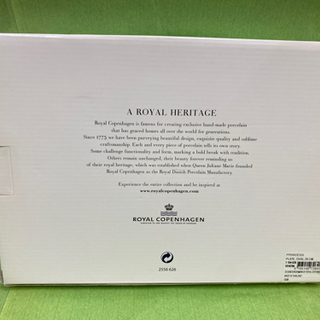 A ROYAL HERITAGE
Royal Copenhagen is famous for creating exclusive hand-made porcelain
that has graced homes all over the world for generations.
Since 1775 we have been purveying beautiful design, exquisite quality and sublime
craftsmanship. Each and every piece of porcelain tells its own story.
Some challenge functionality and form, marking a bold break with tradition.
Others remain unchanged, their beauty forever reminding us
of their royal heritage, which was established when Queen Juliane Marie founded
Royal Copenhagen as the Royal Danish Porcelain Manufactory.
Experience the entire collection and be inspired at
www.royalcopenhagen.com
ROYAL COPENHAGEN
2558 626